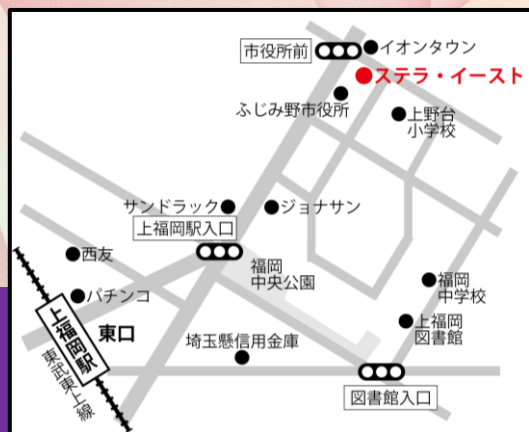 市役所前
イオンタウン
ステラ・イースト
ふじみ野市役所
上野台
小学校
サンドラック
ジョナサン
上福岡駅入口
西友
福岡
中央公園
福岡
中学校
パチンコ
上福岡駅
東口
東武東上線
上福岡
図書館
埼玉懸信用金庫
図書館入口